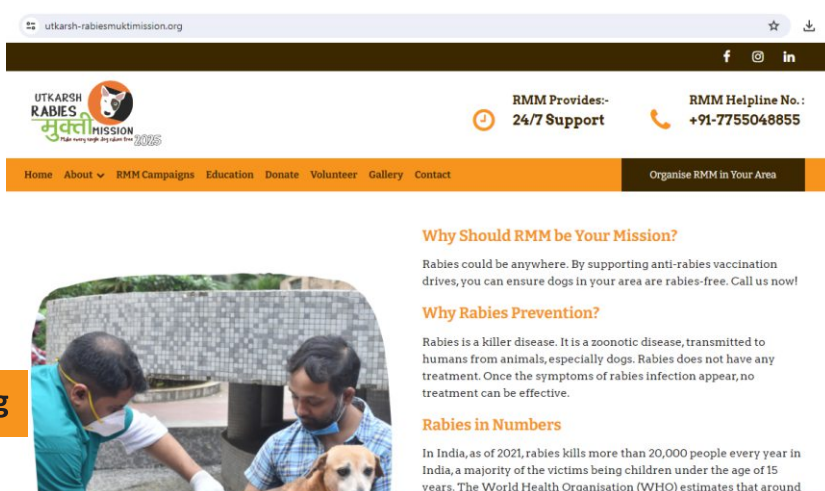 utkarsh-rabiesmuktimission.org
f in
UTKARSH
RABIES
मुक्ति MISSION
Make every single dog rabies free 2025
RMM Provides:-
24/7 Support
RMM Helpline No.:
+91-7755048855
Home About RMM Campaigns Education Donate Volunteer Gallery Contact
Organise RMM in Your Area
Why Should RMM be Your Mission?
Rabies could be anywhere. By supporting anti-rabies vaccination
drives, you can ensure dogs in your area are rabies-free. Call us now!
Why Rabies Prevention?
Rabies is a killer disease. It is a zoonotic disease, transmitted to
humans from animals, especially dogs. Rabies does not have any
treatment. Once the symptoms of rabies infection appear, no
treatment can be effective.
g
Rabies in Numbers
In India, as of 2021, rabies kills more than 20,000 people every year in
India, a majority of the victims being children under the age of 15
years. The World Health Organisation (WHO) estimates that around